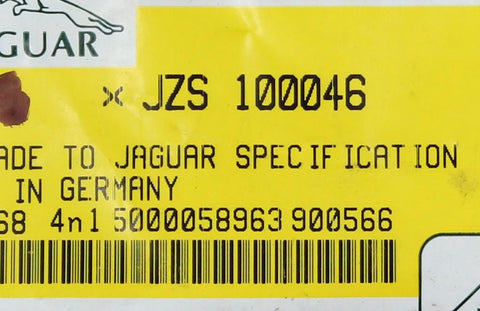 GUAR
× JZS 100046
ADE TO JAGUAR SPECIFICATION
IN GERMANY
68 4n1 5000058963 900566